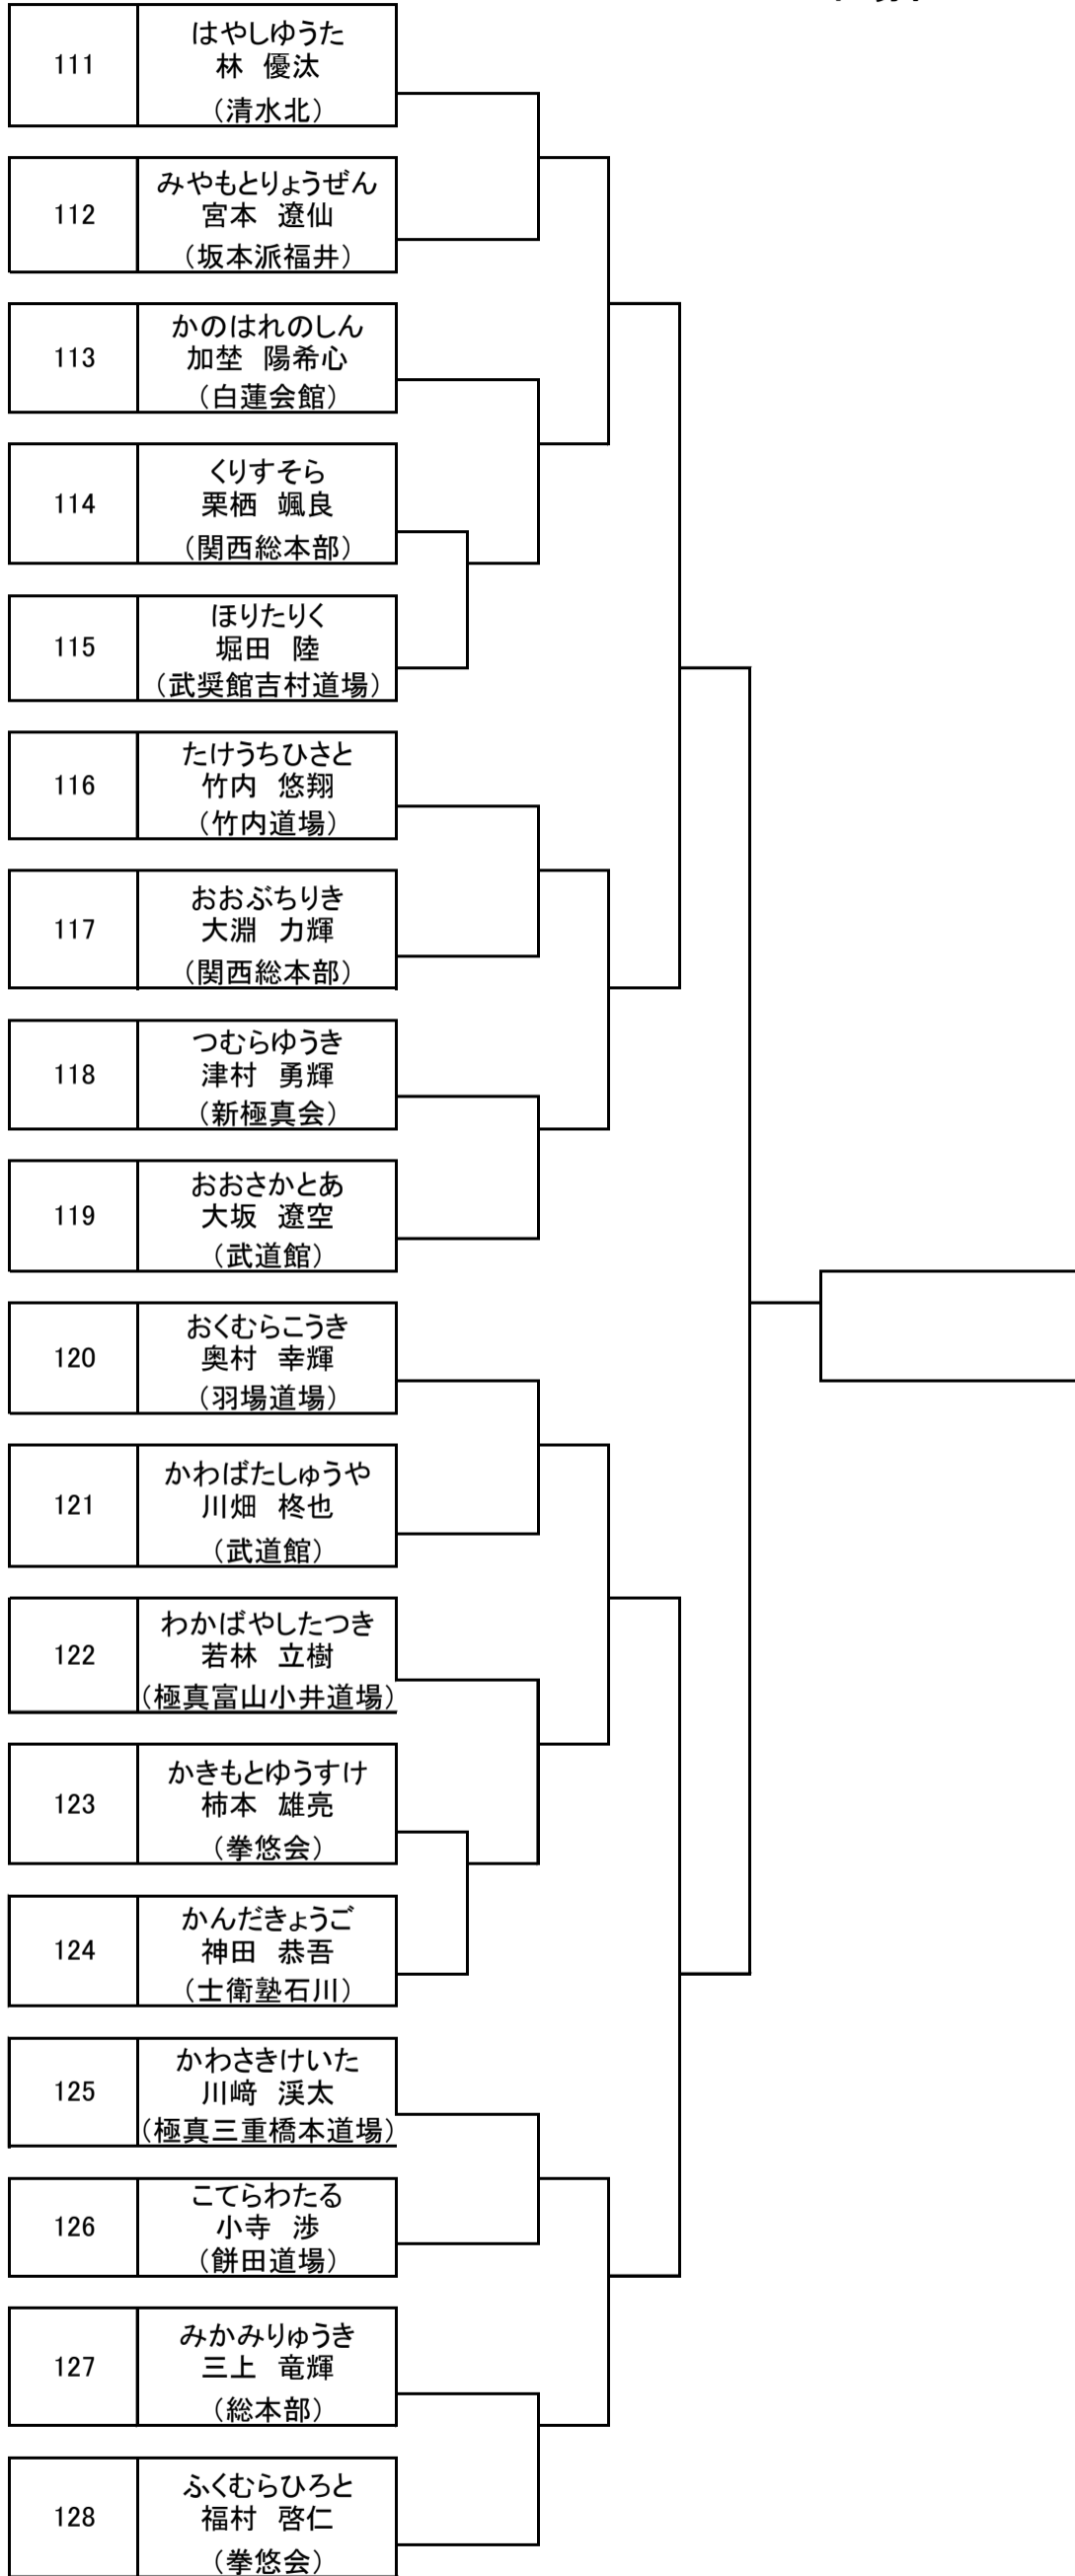 111
はやしゆうた
林　優汰
（清水北）
112
みやもとりょうぜん
宮本　遼仙
（坂本派福井）
113
かのはれのしん
加埜　陽希心
（白蓮会館）
114
くりすそら
栗栖　颯良
（関西総本部）
115
ほりたりく
堀田　陸
（武奨館吉村道場）
116
たけうちひさと
竹内　悠翔
（竹内道場）
117
おおぶちりき
大淵　力輝
（関西総本部）
118
つむらゆうき
津村　勇輝
（新極真会）
119
おおさかとあ
大坂　遼空
（武道館）
120
おくむらこうき
奥村　幸輝
（羽場道場）
121
かわばたしゅうや
川畑　柊也
（武道館）
122
わかばやしたつき
若林　立樹
（極真富山小井道場）
123
かきもとゆうすけ
柿本　雄亮
（拳悠会）
124
かんだきょうご
神田　恭吾
（士衛塾石川）
125
かわさきけいた
川﨑　渓太
（極真三重橋本道場）
126
こてらわたる
小寺　渉
（餅田道場）
127
みかみりゅうき
三上　竜輝
（総本部）
128
ふくむらひろと
福村　啓仁
（拳悠会）